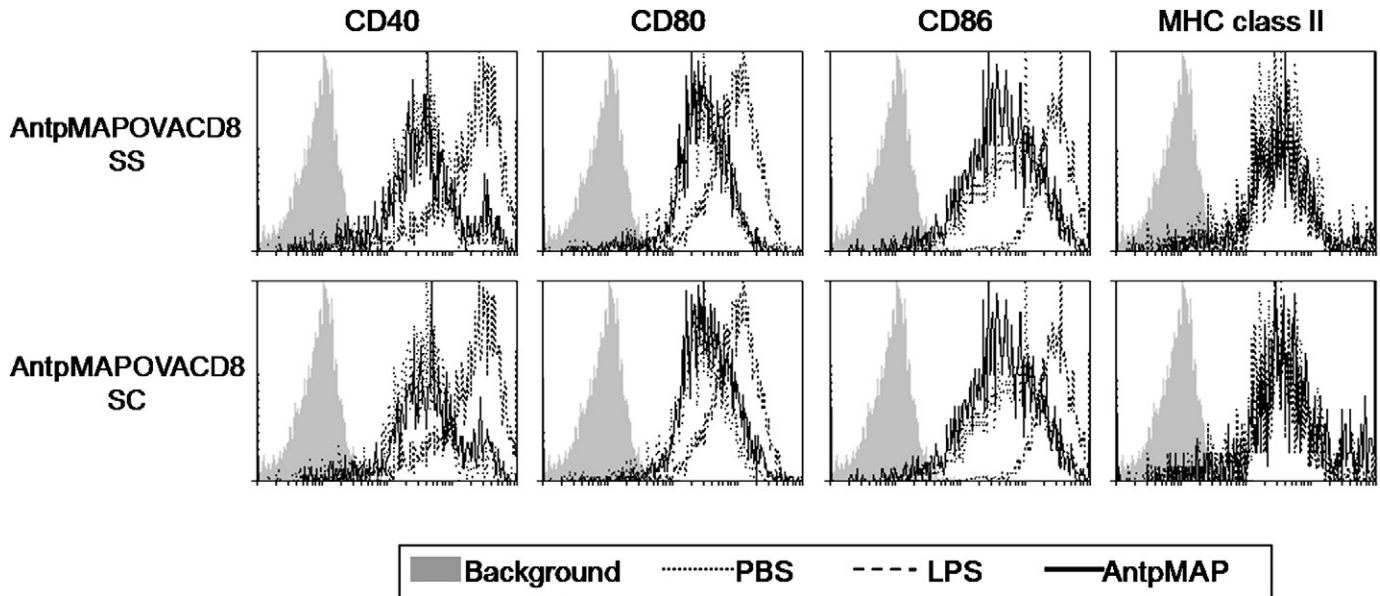 CD40 CD80 CD86 MHC class II
AntpMAPOVACD8
SS
AntpMAPOVACD8
SC
Background PBS LPS AntpMAP